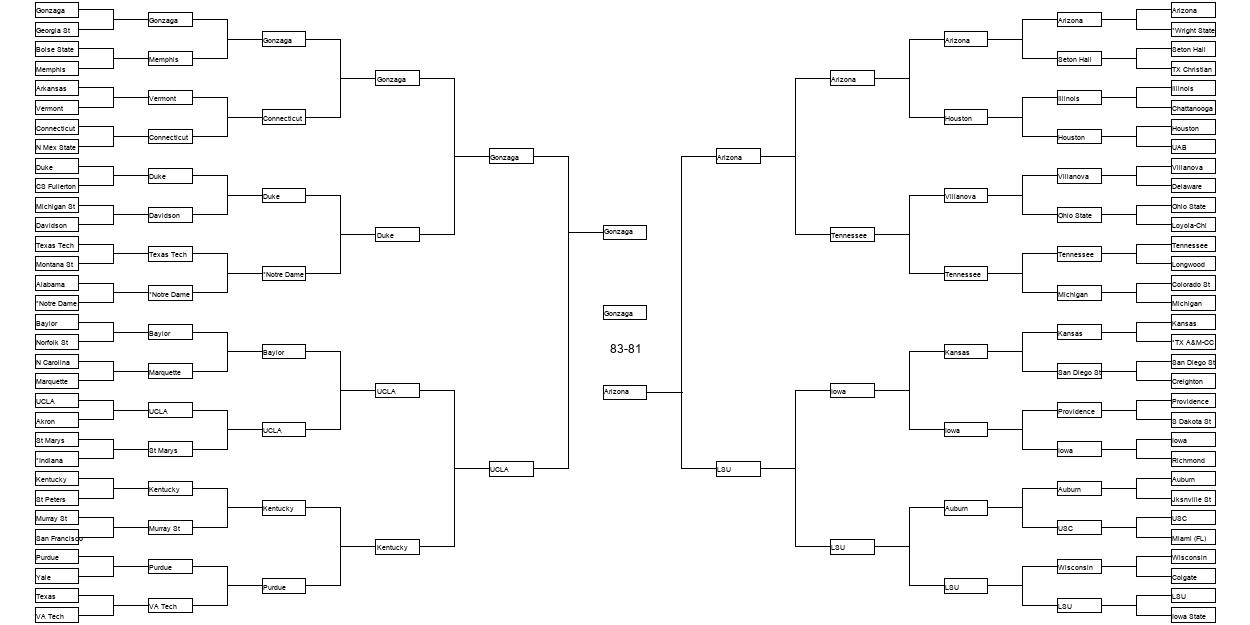 Gonzaga
Georgia St
Boise State
Memphis
Arkansas
Vermont
Connecticut
N Mex State
Duke
CS Fullerton
Michigan St
Davidson
Texas Tech
Montana St
Alabama
*Notre Dame
Baylor
Norfolk St
N Carolina
Marquette
UCLA
Akron
St Marys
*Indiana
Kentucky
St Peters
Murray St
San Francisco
Purdue
Yale
Texas
VA Tech
Gonzaga
Memphis
Vermont
Connecticut
Duke
Davidson
Texas Tech
*Notre Dame
Baylor
Marquette
UCLA
St Marys
Kentucky
Murray St
Purdue
VA Tech
Gonzaga
Connecticut
Duke
*Notre Dame
Baylor
UCLA
Kentucky
Purdue
Gonzaga
Duke
UCLA
Kentucky
Gonzaga
UCLA
Gonzaga
Gonzaga
83-81
Arizona
Arizona
LSU
Arizona
Tennessee
Iowa
LSU
Arizona
Houston
Villanova
Tennessee
Kansas
Iowa
Auburn
LSU
Arizona
Seton Hall
Illinois
Houston
Villanova
Ohio State
Tennessee
Michigan
Kansas
San Diego St
Providence
Iowa
Auburn
USC
Wisconsin
LSU
Arizona
*Wright State
Seton Hall
TX Christian
Illinois
Chattanooga
Houston
UAB
Villanova
Delaware
Ohio State
Loyola-Chi
Tennessee
Longwood
Colorado St
Michigan
Kansas
*TX A&M-CC
San Diego St
Creighton
Providence
S Dakota St
Iowa
Richmond
Auburn
Jksnville St
USC
Miami (FL)
Wisconsin
Colgate
LSU
Iowa State